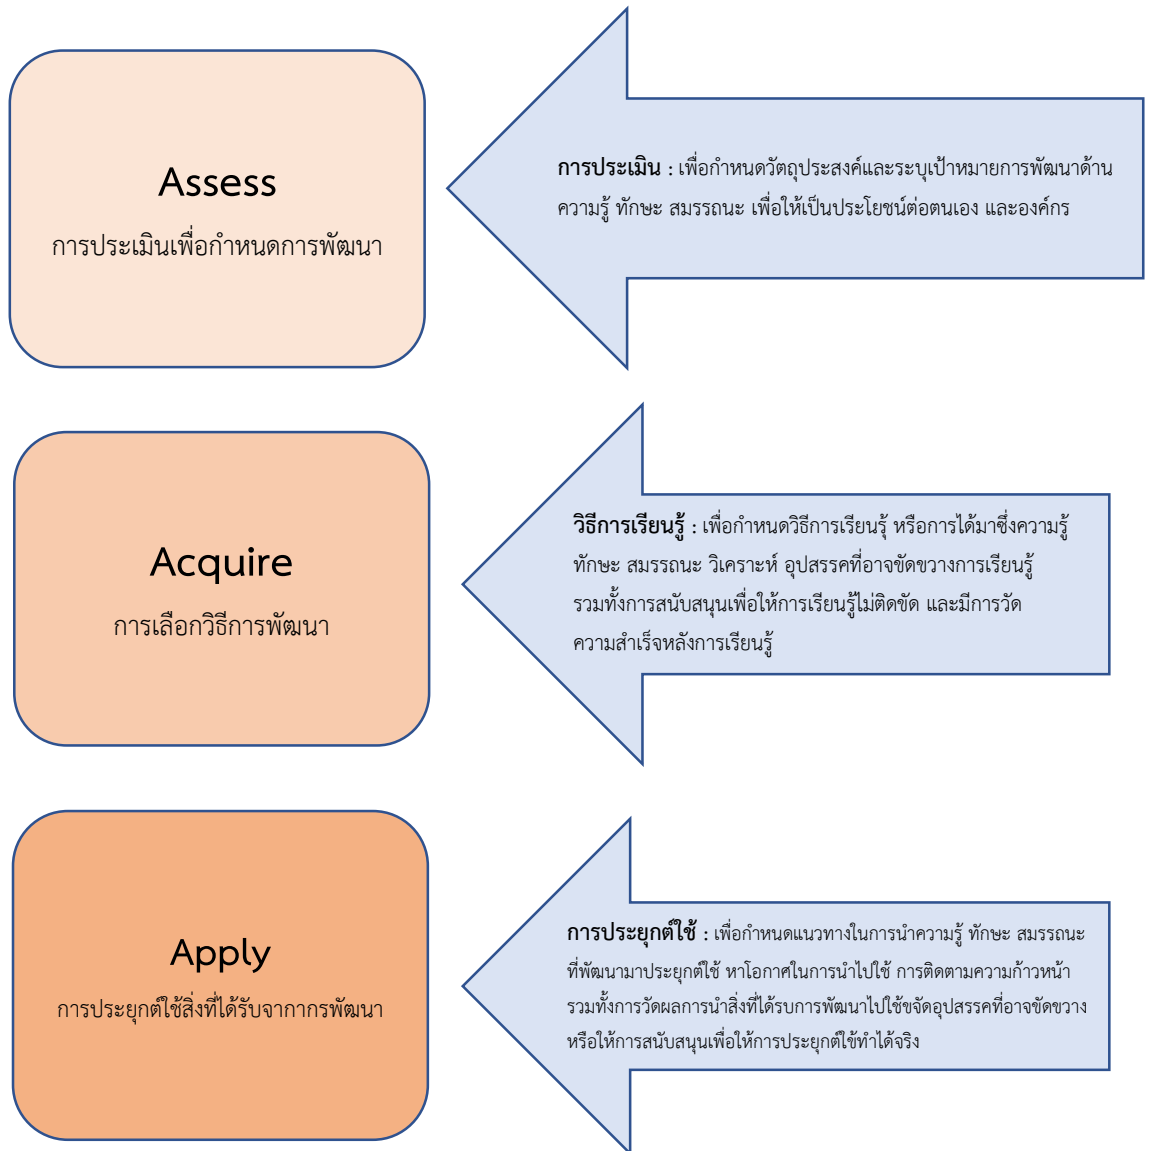 Assess
การประเมินเพื่อกำหนดการพัฒนา
การประเมิน : เพื่อกำหนดวัตถุประสงค์และระบุเป้าหมายการพัฒนาด้าน
ความรู้ ทักษะ สมรรถนะ เพื่อให้เป็นประโยชน์ต่อตนเอง และองค์กร
Acquire
การเลือกวิธีการพัฒนา
วิธีการเรียนรู้ : เพื่อกำหนดวิธีการเรียนรู้ หรือการได้มาซึ่งความรู้
ทักษะ สมรรถนะ วิเคราะห์ อุปสรรคที่อาจขัดขวางการเรียนรู้
รวมทั้งการสนับสนุนเพื่อให้การเรียนรู้ไม่ติดขัด และมีการวัด
ความสำเร็จหลังการเรียนรู้
Apply
การประยุกต์ใช้สิ่งที่ได้รับจากากรพัฒนา
การประยุกต์ใช้ : เพื่อกำหนดแนวทางในการนำความรู้ ทักษะ สมรรถนะ
ที่พัฒนามาประยุกต์ใช้ หาโอกาสในการนำไปใช้ การติดตามความก้าวหน้า
รวมทั้งการวัดผลการนำสิ่งที่ได้รบการพัฒนาไปใช้ขจัดอุปสรรคที่อาจขัดขวาง
หรือให้การสนับสนุนเพื่อให้การประยุกต์ใข้ทำได้จริง